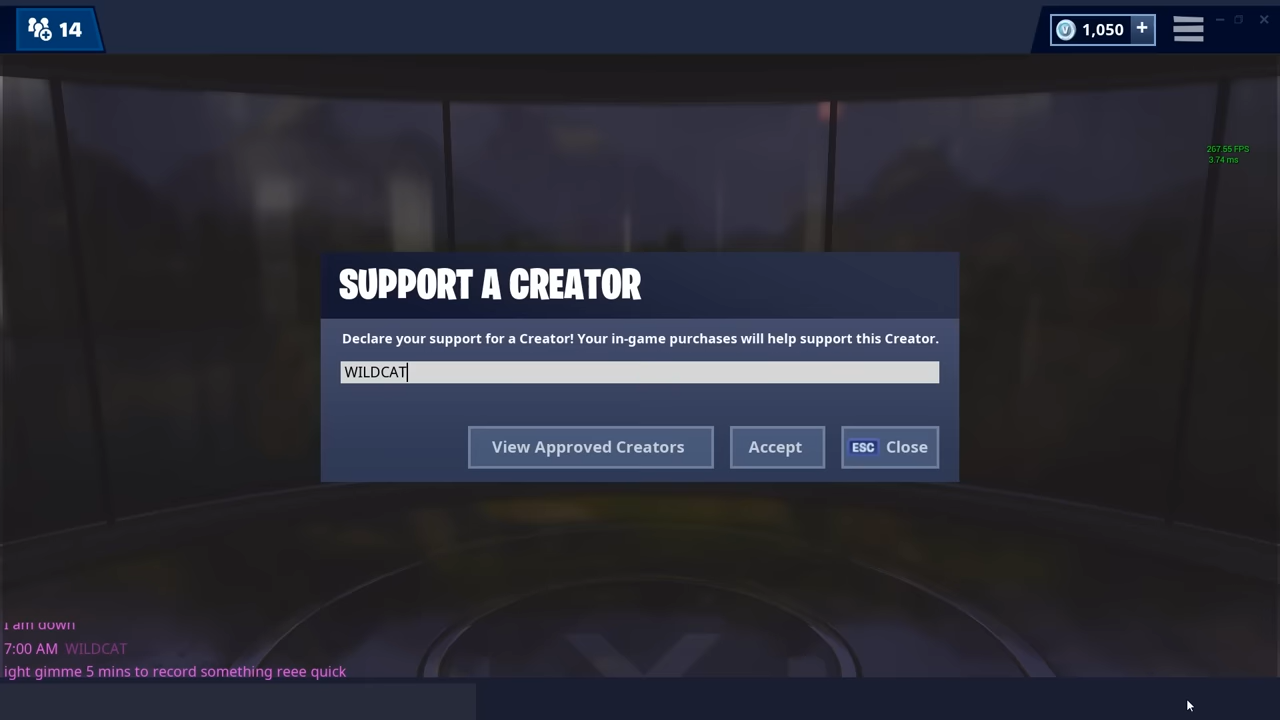 14
1,050 +
267.55 FPS
3.74 ms
SUPPORT A CREATOR
Declare your support for a Creator! Your in-game purchases will help support this Creator.
WILDCAT
View Approved Creators
Accept
ESC Close
I am down
7:00 AM WILDCAT
ight gimme 5 mins to record something reee quick